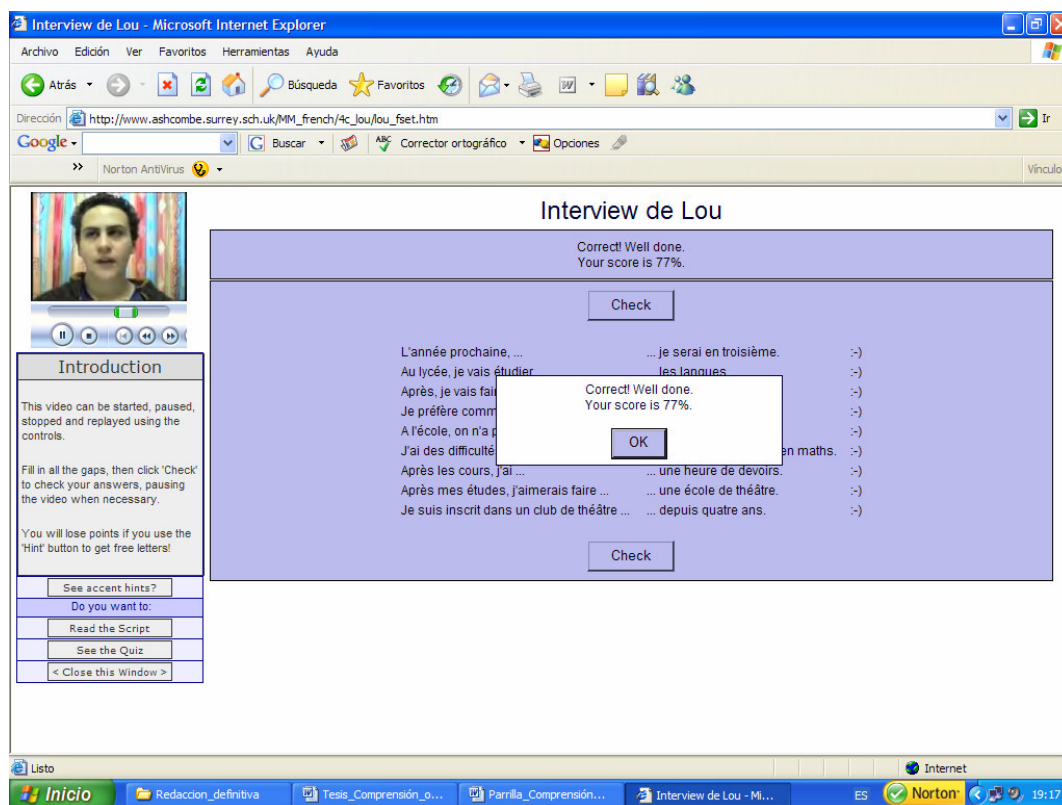 Interview de Lou - Microsoft Internet Explorer
Archivo Edición Ver Favoritos Herramientas Ayuda
Atrás Búsqueda Favoritos
Dirección http://www.ashcombe.surrey.sch.uk/MM_french/4c_lou/lou_fset.htm Ir
Google Buscar ABC Corrector ortográfico Opciones
» Norton AntiVirus Vínculo
Interview de Lou
Correct! Well done.
Your score is 77%.
Check
L'année prochaine, ... ... je serai en troisième. :-)
Au lycée, je vais étudier les langues :-)
Après, je vais :-)
Je préfère :-)
A l'école, on n'a :-)
J'ai des difficulté en maths. :-)
Après les cours, j'ai ... ... une heure de devoirs. :-)
Après mes études, j'aimerais faire ... ... une école de théâtre. :-)
Je suis inscrit dans un club de théâtre ... ... depuis quatre ans. :-)
Check
Correct! Well done.
Your score is 77%.
OK
Introduction
This video can be started, paused,
stopped and replayed using the
controls.
Fill in all the gaps, then click 'Check'
to check your answers, pausing
the video when necessary.
You will lose points if you use the
'Hint' button to get free letters!
See accent hints?
Do you want to:
Read the Script
See the Quiz
< Close this Window >
Listo Internet
Inicio Redaccion_definitiva Tesis_Comprensión_o... Parrilla_Comprensión... Interview de Lou - Mi... ES Norton 19:17